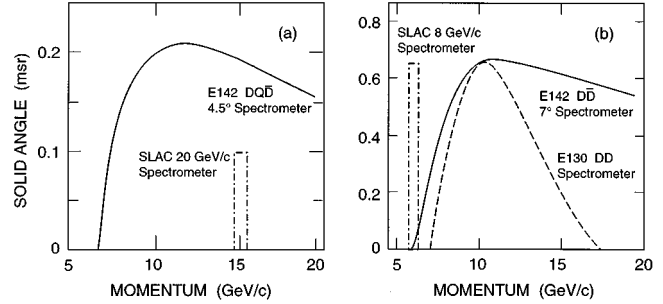 (a)
0.2
SOLID ANGLE (msr)
E142 DQD̄
4.5° Spectrometer
0.1
SLAC 20 GeV/c
Spectrometer
0
5 10 15 20
MOMENTUM (GeV/c)
SLAC 8 GeV/c
Spectrometer
(b)
0.8
0.6
E142 DD̄
7° Spectrometer
0.4
E130 DD
Spectrometer
0.2
0
5 10 15 20
MOMENTUM (GeV/c)